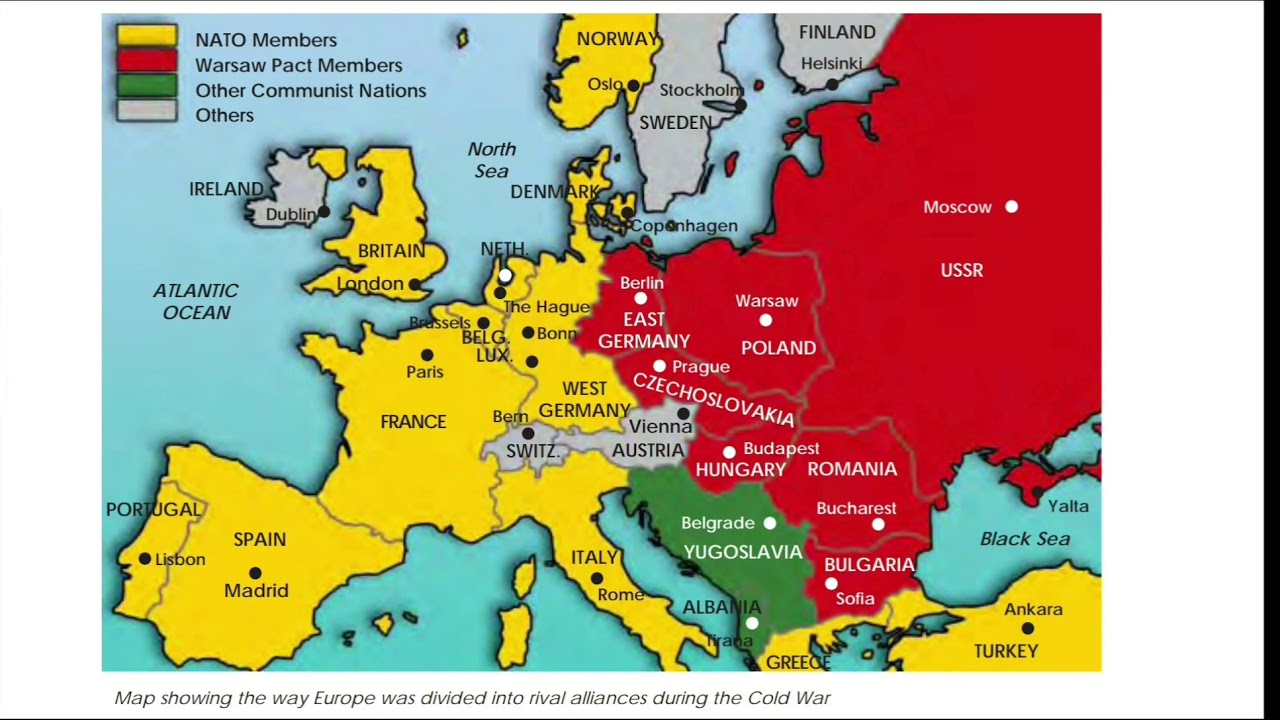 NATO Members
Warsaw Pact Members
Other Communist Nations
Others
NORWAY
Oslo
Stockholm
SWEDEN
FINLAND
Helsinki
North
Sea
IRELAND
Dublin
DENMARK
Copenhagen
Moscow
USSR
BRITAIN
London
NETH.
The Hague
ATLANTIC
OCEAN
Brussels
BELG.
LUX.
Bonn
Berlin
EAST
GERMANY
Warsaw
POLAND
Paris
FRANCE
WEST
GERMANY
Prague
CZECHOSLOVAKIA
Bern
SWITZ.
Vienna
AUSTRIA
Budapest
HUNGARY
ROMANIA
Bucharest
Yalta
Black Sea
PORTUGAL
Lisbon
SPAIN
Madrid
ITALY
Rome
Belgrade
YUGOSLAVIA
BULGARIA
Sofia
ALBANIA
Tirana
GREECE
Ankara
TURKEY
Map showing the way Europe was divided into rival alliances during the Cold War